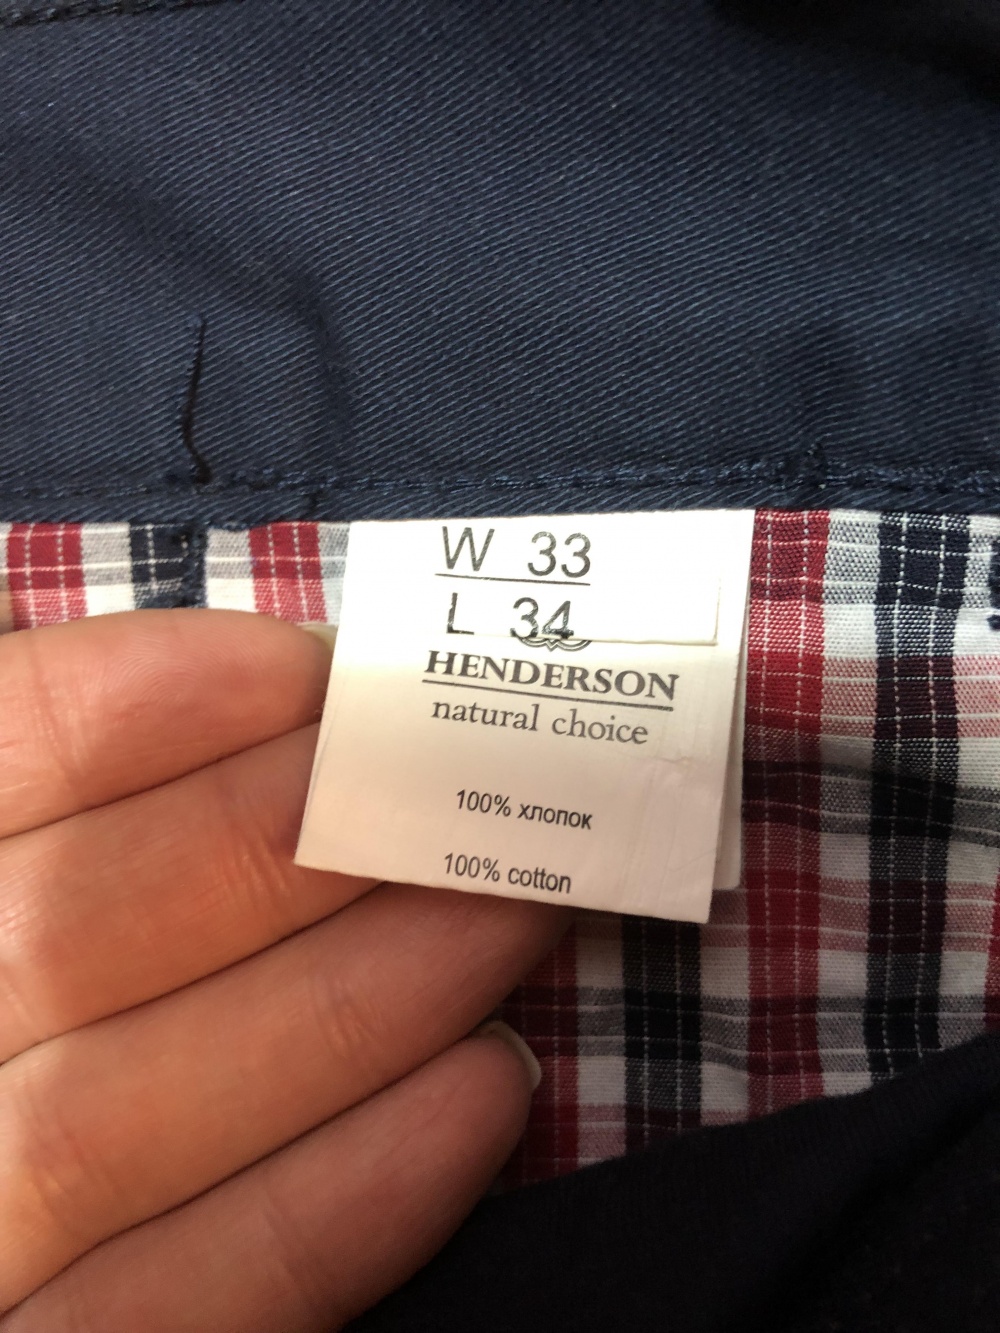 W 33
L 34
HENDERSON
natural choice
100% хлопок
100% cotton